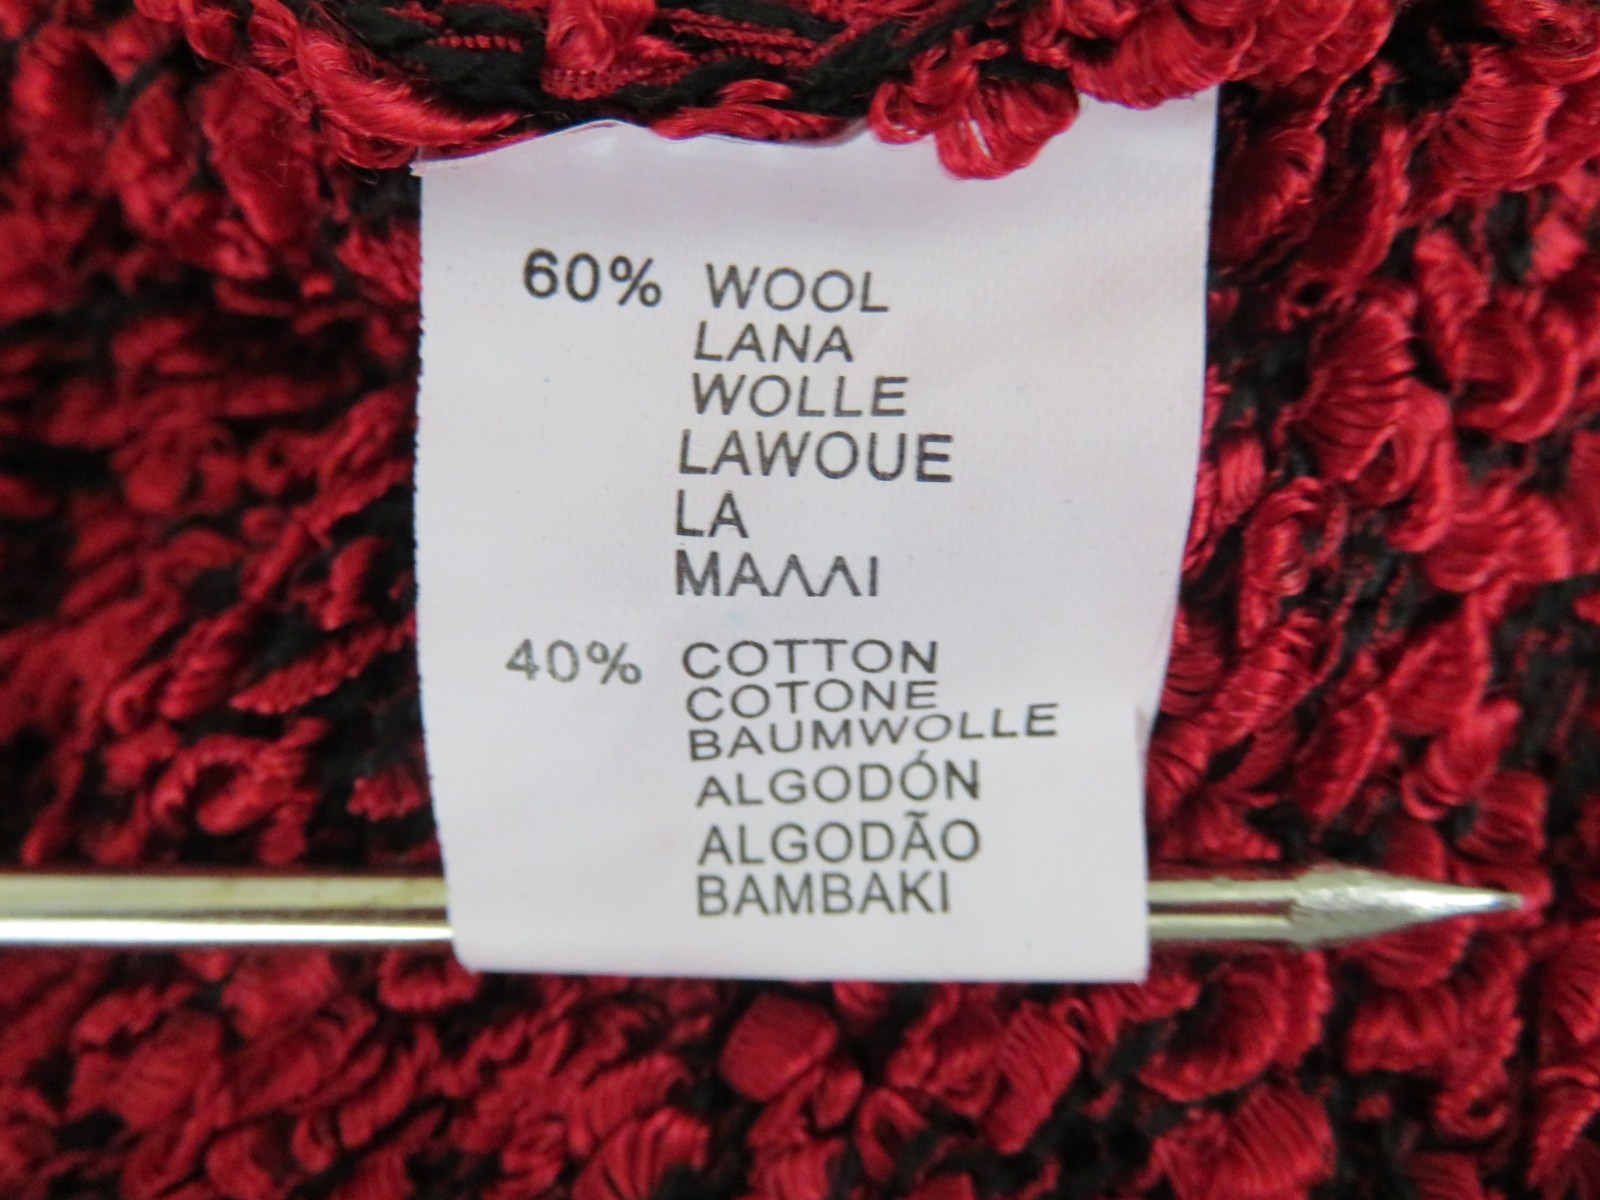 60% WOOL
LANA
WOLLE
LAWOUE
LA
ΜΑΛΛΙ
40% COTTON
COTONE
BAUMWOLLE
ALGODÓN
ALGODÃO
BAMBAKI